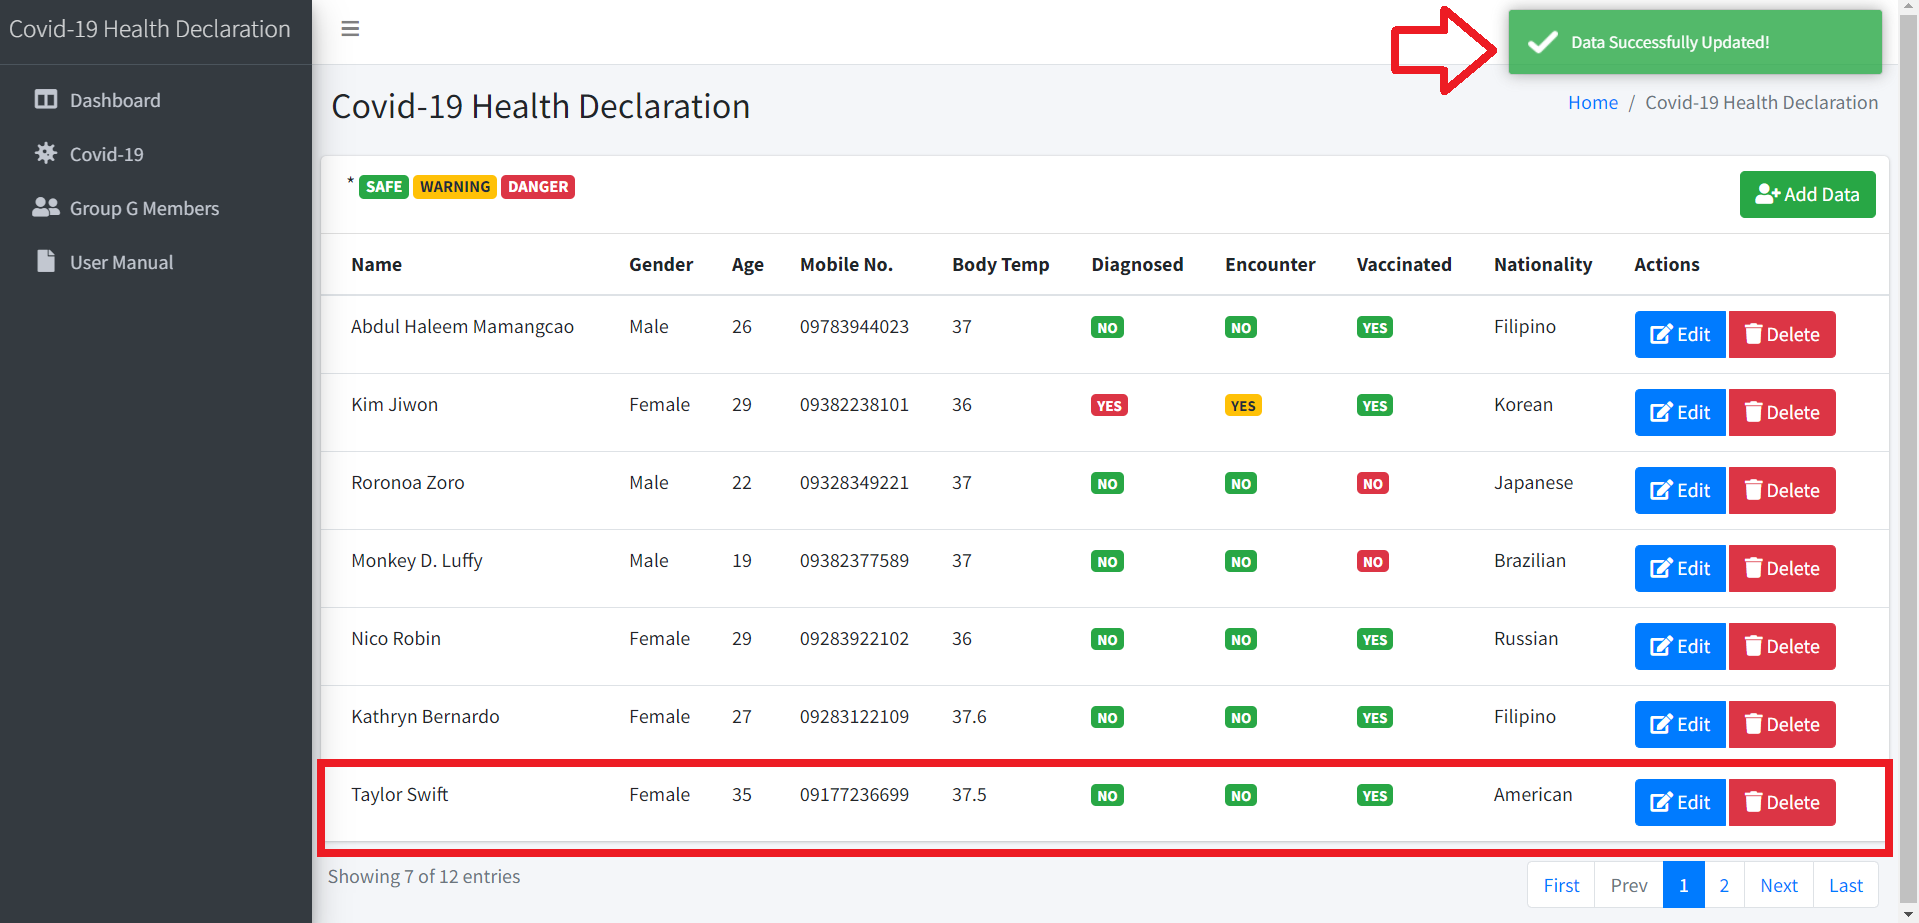 Covid-19 Health Declaration
Data Successfully Updated!
Dashboard
Covid-19
Group G Members
User Manual
Covid-19 Health Declaration
Home / Covid-19 Health Declaration
* SAFE WARNING DANGER
Add Data
Name Gender Age Mobile No. Body Temp Diagnosed Encounter Vaccinated Nationality Actions
Abdul Haleem Mamangcao Male 26 09783944023 37 NO NO YES Filipino Edit Delete
Kim Jiwon Female 29 09382238101 36 YES YES YES Korean Edit Delete
Roronoa Zoro Male 22 09328349221 37 NO NO NO Japanese Edit Delete
Monkey D. Luffy Male 19 09382377589 37 NO NO NO Brazilian Edit Delete
Nico Robin Female 29 09283922102 36 NO NO YES Russian Edit Delete
Kathryn Bernardo Female 27 09283122109 37.6 NO NO YES Filipino Edit Delete
Taylor Swift Female 35 09177236699 37.5 NO NO YES American Edit Delete
Showing 7 of 12 entries
First Prev 1 2 Next Last